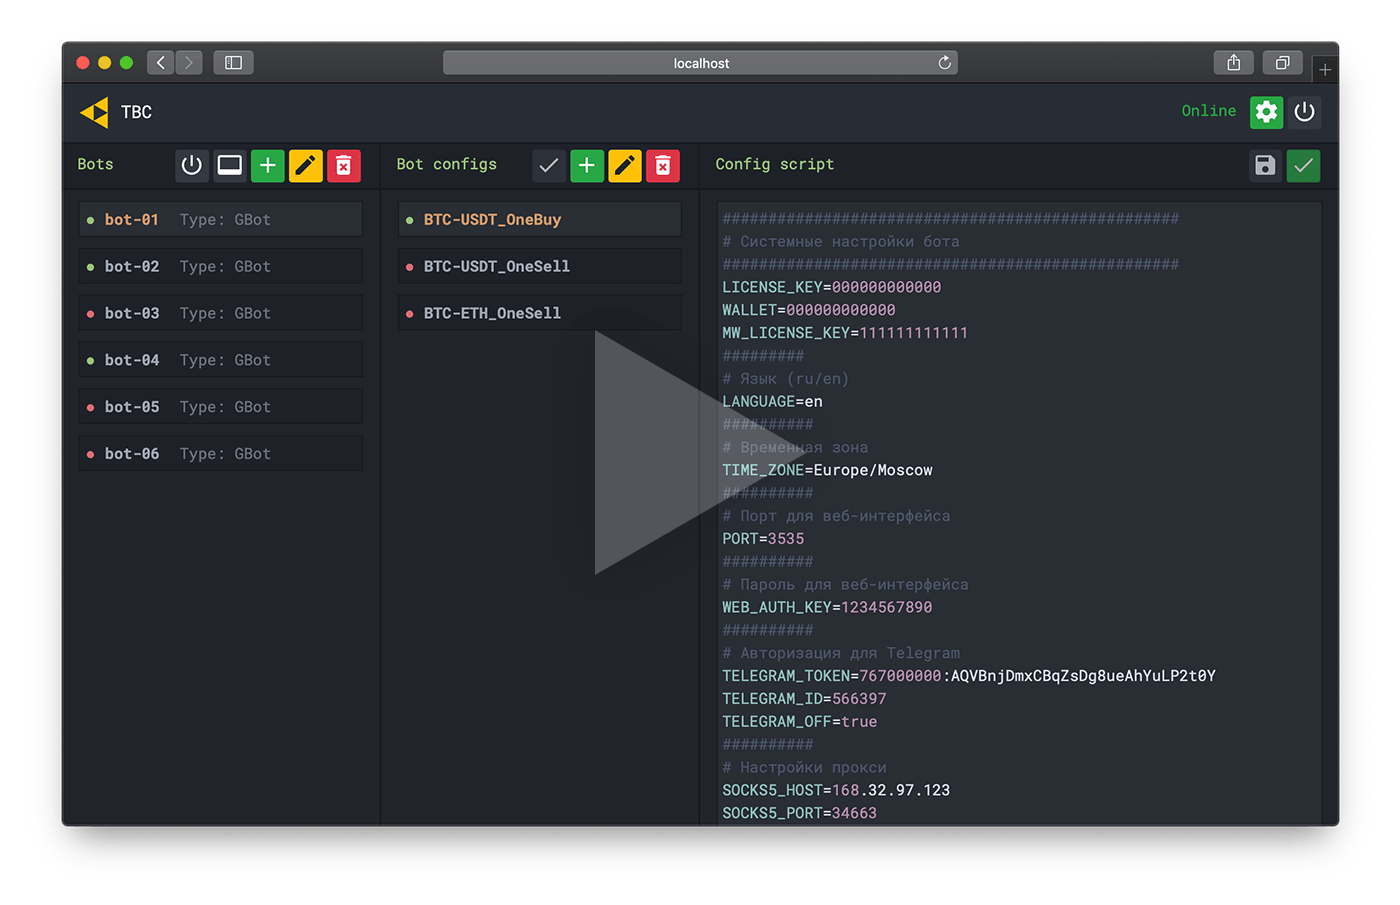 localhost
TBC
Online
Bots
Bot configs
Config script
bot-01 Type: GBot
bot-02 Type: GBot
bot-03 Type: GBot
bot-04 Type: GBot
bot-05 Type: GBot
bot-06 Type: GBot
BTC-USDT_OneBuy
BTC-USDT_OneSell
BTC-ETH_OneSell
##################################################
# Системные настройки бота
##################################################
LICENSE_KEY=000000000000
WALLET=000000000000
MW_LICENSE_KEY=111111111111
#########
# Язык (ru/en)
LANGUAGE=en
##########
# Временная зона
TIME_ZONE=Europe/Moscow
##########
# Порт для веб-интерфейса
PORT=3535
##########
# Пароль для веб-интерфейса
WEB_AUTH_KEY=1234567890
##########
# Авторизация для Telegram
TELEGRAM_TOKEN=767000000:AQVBnjDmxCBqZsDg8ueAhYuLP2t0Y
TELEGRAM_ID=566397
TELEGRAM_OFF=true
##########
# Настройки прокси
SOCKS5_HOST=168.32.97.123
SOCKS5_PORT=34663